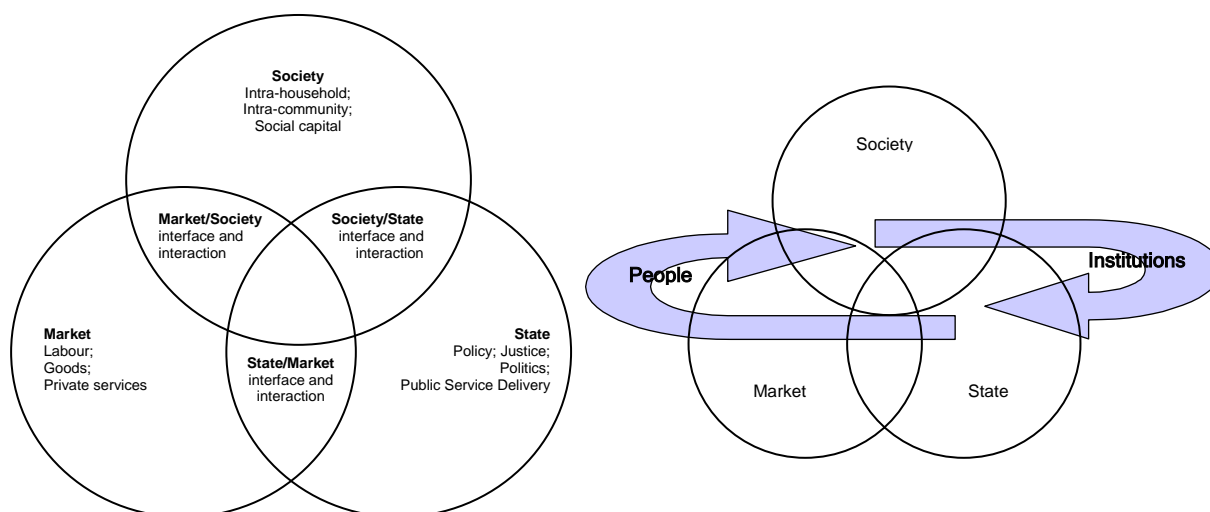 Society
Intra-household;
Intra-community;
Social capital
Market/Society
interface and
interaction
Society/State
interface and
interaction
Market
Labour;
Goods;
Private services
State/Market
interface and
interaction
State
Policy; Justice;
Politics;
Public Service Delivery
Society
People
Institutions
Market
State